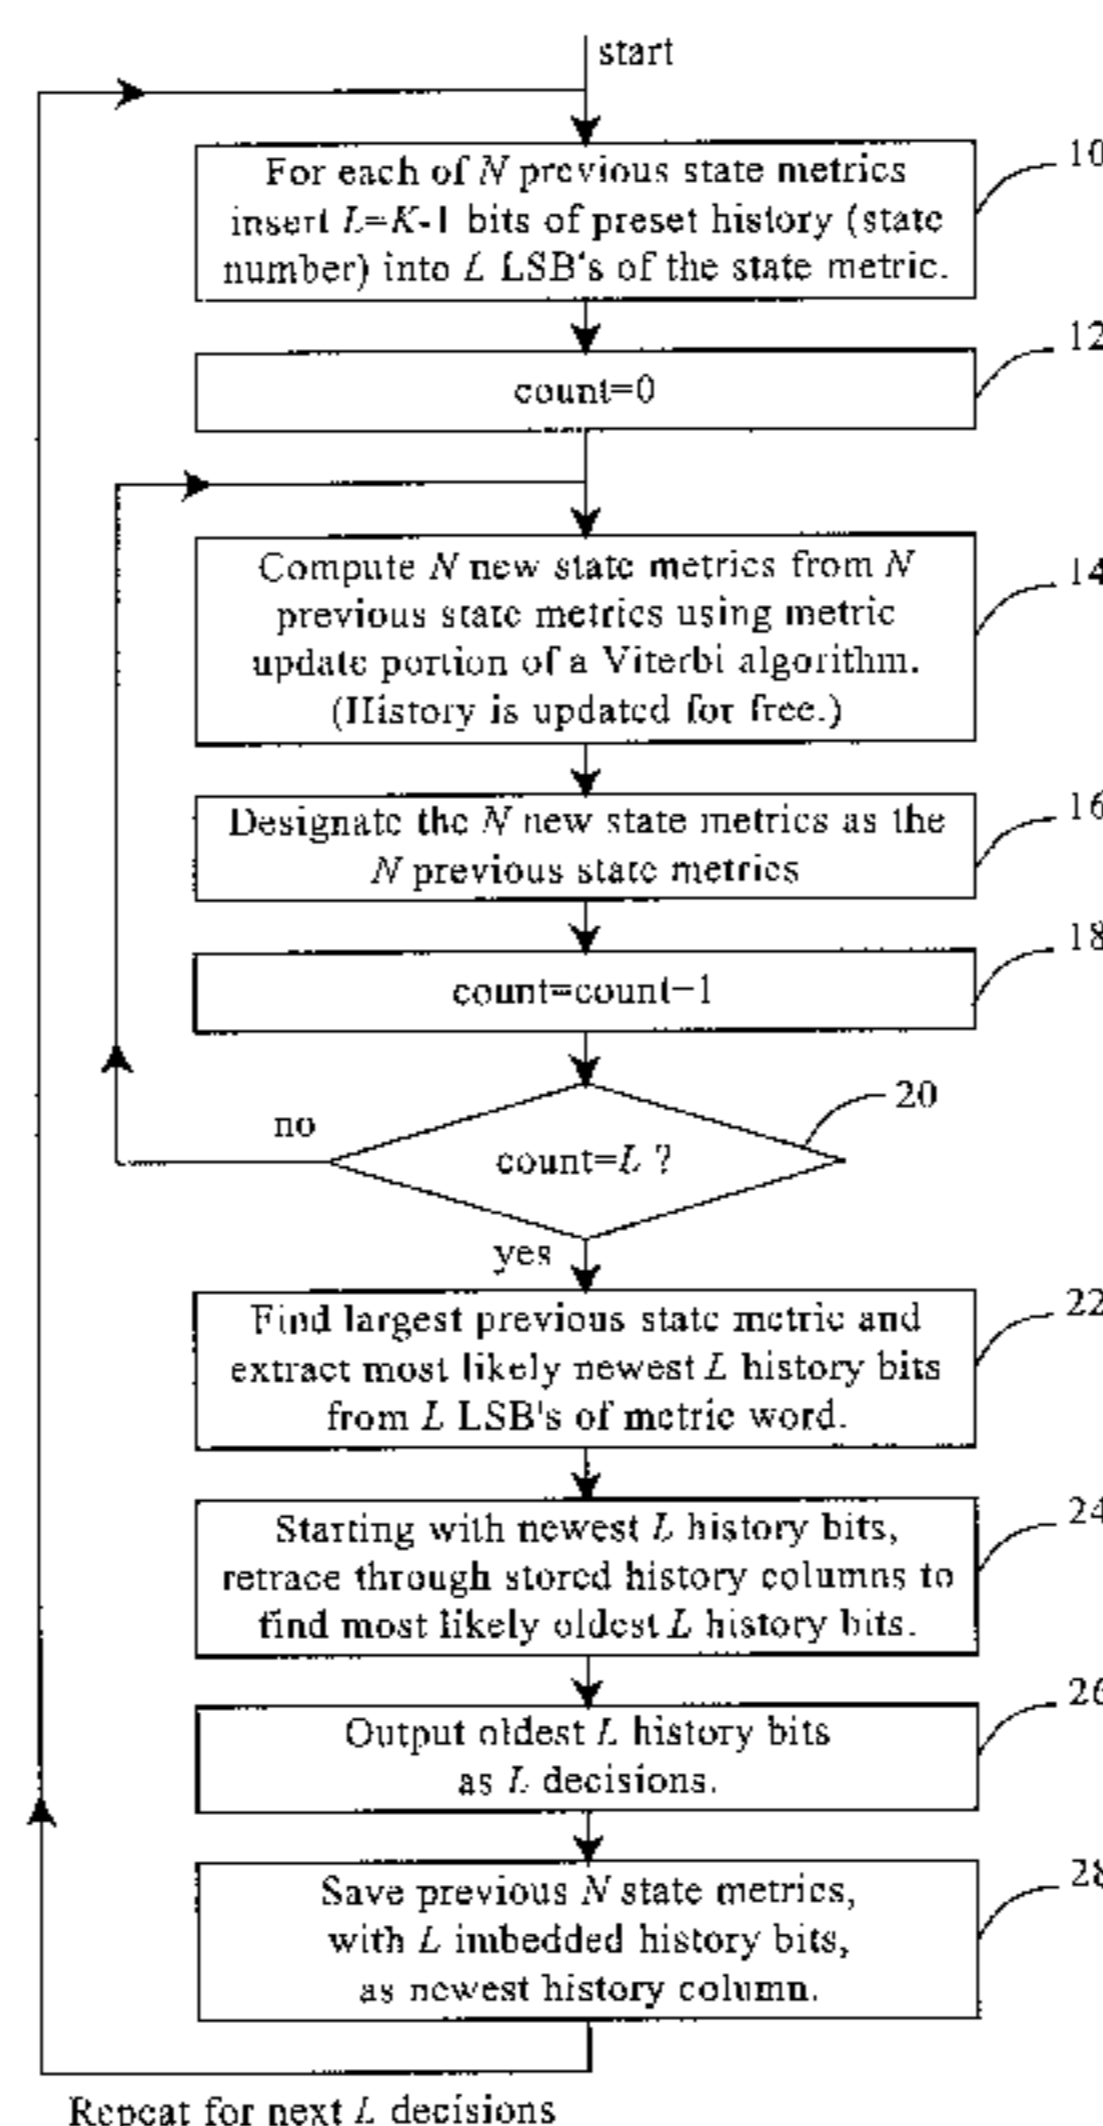 start
For each of N previous state metrics
insert L=K-1 bits of preset history (state
number) into L LSB's of the state metric.
10
count=0
12
Compute N new state metrics from N
previous state metrics using metric
update portion of a Viterbi algorithm.
(History is updated for free.)
14
Designate the N new state metrics as the
N previous state metrics
16
count=count−1
18
count=L ?
20
no
yes
Find largest previous state metric and
extract most likely newest L history bits
from L LSB's of metric word.
22
Starting with newest L history bits,
retrace through stored history columns to
find most likely oldest L history bits.
24
Output oldest L history bits
as L decisions.
26
Save previous N state metrics,
with L imbedded history bits,
as newest history column.
28
Repeat for next L decisions